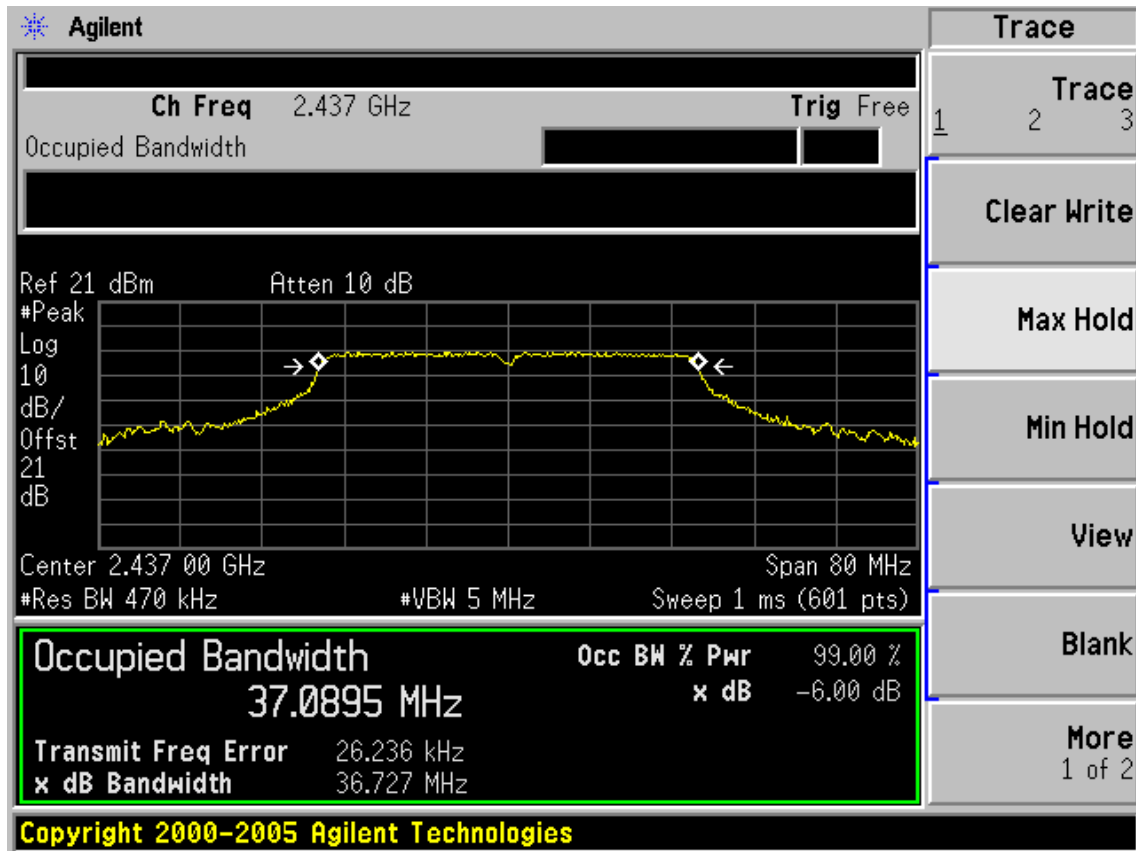 Agilent
Trace
Ch Freq 2.437 GHz Trig Free
Occupied Bandwidth
Ref 21 dBm Atten 10 dB
#Peak
Log
10
dB/
Offst
21
dB
Center 2.437 00 GHz Span 80 MHz
#Res BW 470 kHz #VBW 5 MHz Sweep 1 ms (601 pts)
Occupied Bandwidth
37.0895 MHz
Occ BW % Pwr 99.00 %
x dB -6.00 dB
Transmit Freq Error 26.236 kHz
x dB Bandwidth 36.727 MHz
Trace
1 2 3
Clear Write
Max Hold
Min Hold
View
Blank
More
1 of 2
Copyright 2000-2005 Agilent Technologies